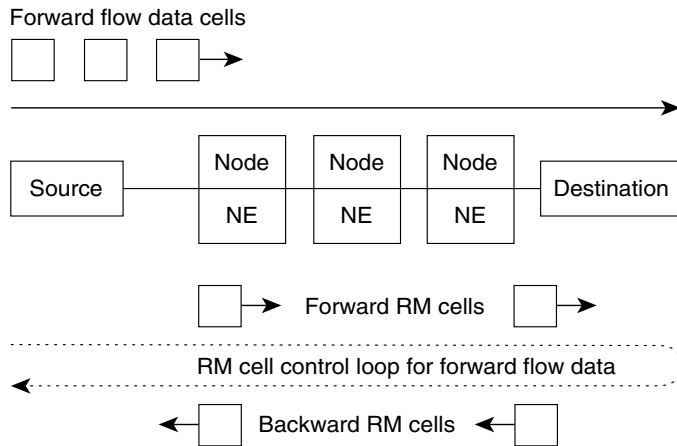 Forward flow data cells
Node Node Node
Source Destination
NE NE NE
Forward RM cells
RM cell control loop for forward flow data
Backward RM cells